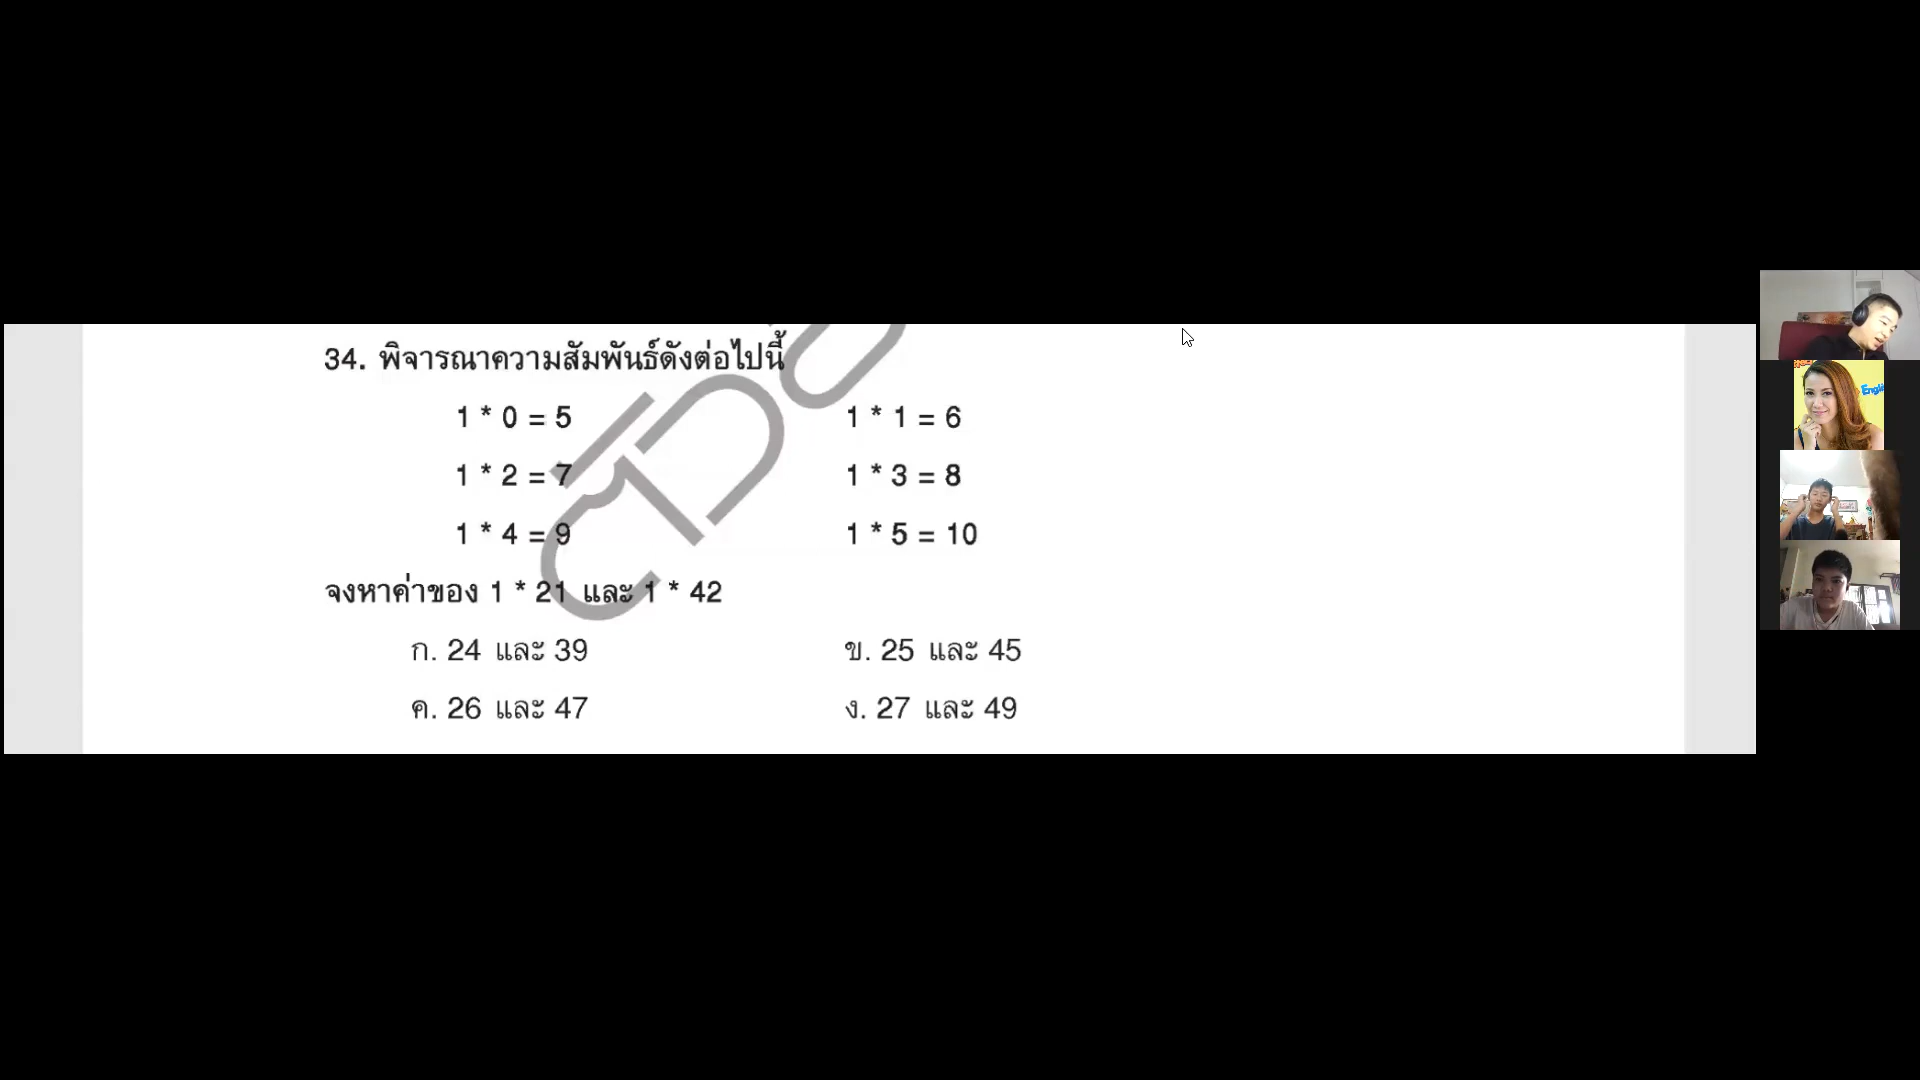 34. พิจารณาความสัมพันธ์ดังต่อไปนี้
1 * 0 = 5 1 * 1 = 6
1 * 2 = 7 1 * 3 = 8
1 * 4 = 9 1 * 5 = 10
จงหาค่าของ 1 * 21 และ 1 * 42
ก. 24 และ 39 ข. 25 และ 45
ค. 26 และ 47 ง. 27 และ 49